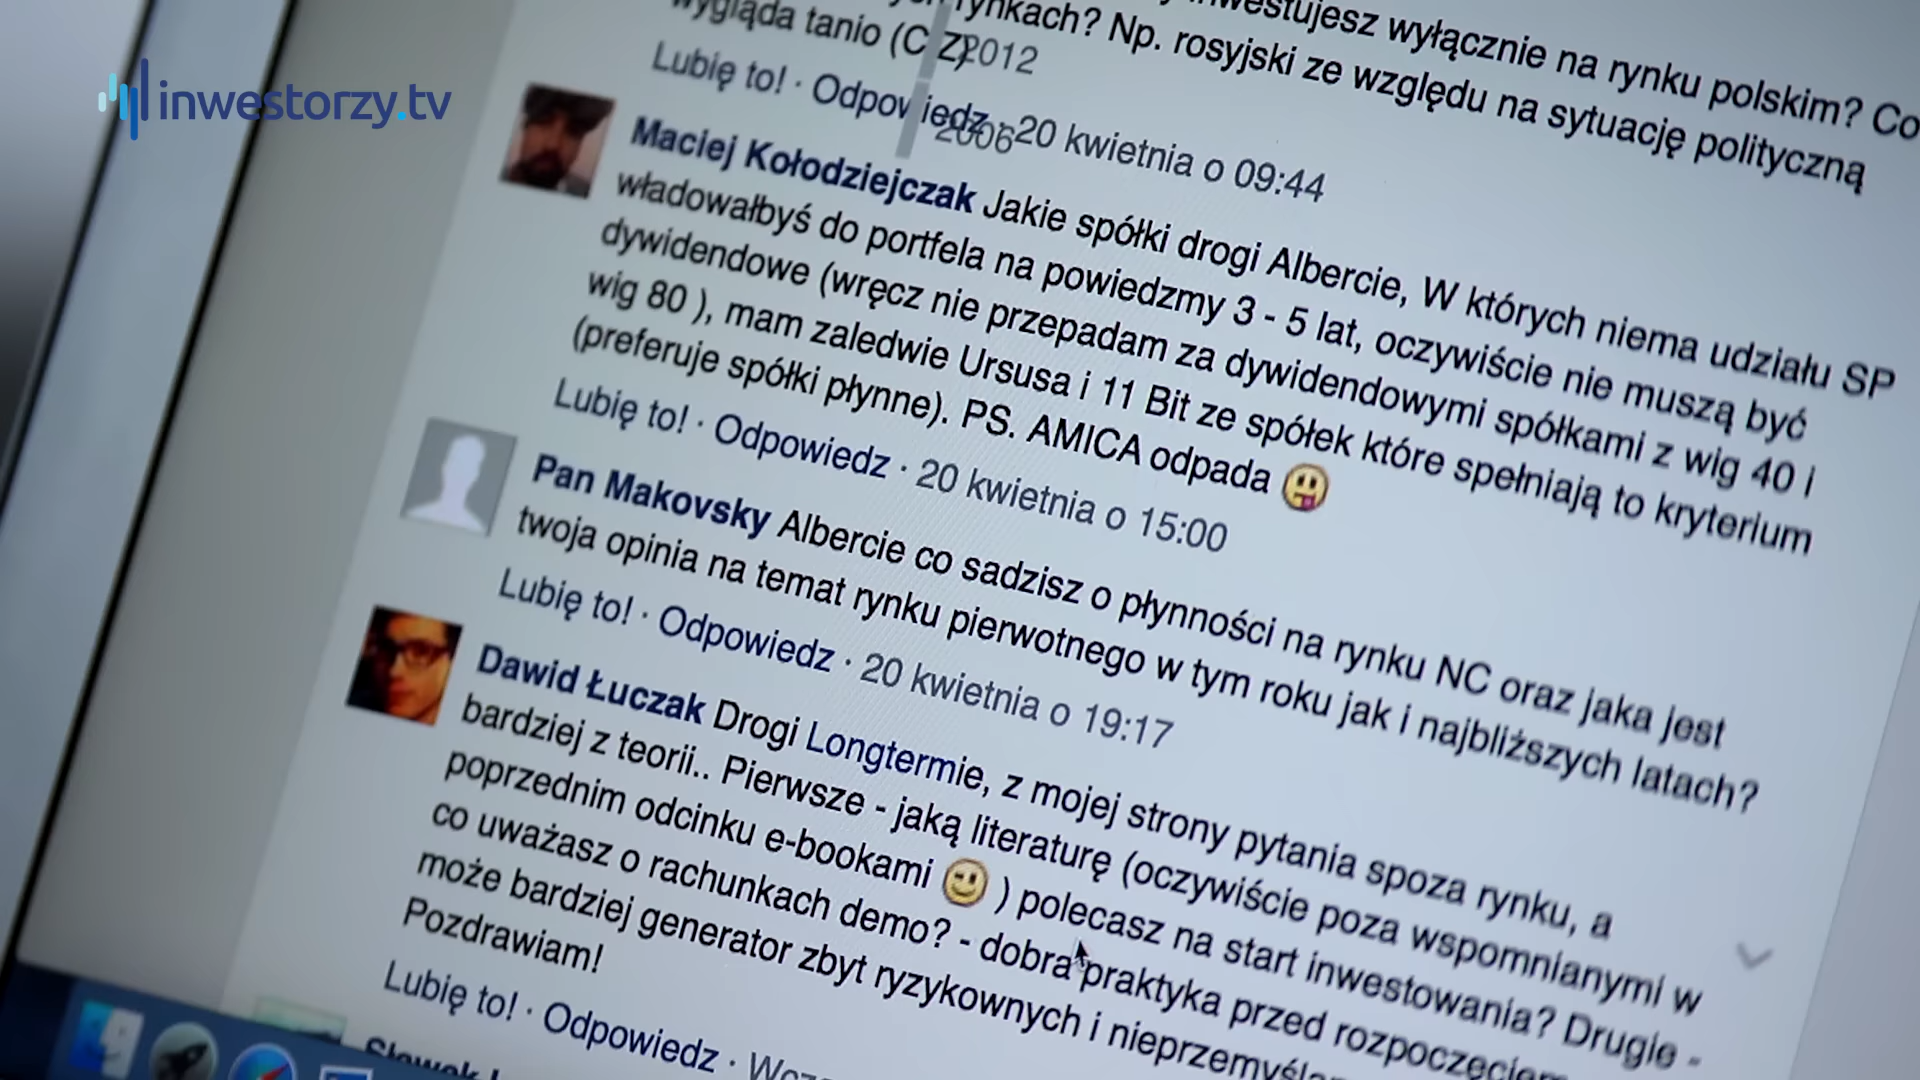 inwestorzy.tv
inwestujesz wyłącznie na rynku polskim? Co
rynkach? Np. rosyjski ze względu na sytuację polityczną
wygląda tanio (C Z)
2012
Lubię to! · Odpowiedz · 20 kwietnia o 09:44
2006
Maciej Kołodziejczak Jakie spółki drogi Albercie, W których niema udziału SP
władowałbyś do portfela na powiedzmy 3 - 5 lat, oczywiście nie muszą być
dywidendowe (wręcz nie przepadam za dywidendowymi spółkami z wig 40 i
wig 80 ), mam zaledwie Ursusa i 11 Bit ze spółek które spełniają to kryterium
(preferuje spółki płynne). PS. AMICA odpada
Lubię to! · Odpowiedz · 20 kwietnia o 15:00
Pan Makovsky Albercie co sadzisz o płynności na rynku NC oraz jaka jest
twoja opinia na temat rynku pierwotnego w tym roku jak i najbliższych latach?
Lubię to! · Odpowiedz · 20 kwietnia o 19:17
Dawid Łuczak Drogi Longtermie, z mojej strony pytania spoza rynku, a
bardziej z teorii.. Pierwsze - jaką literaturę (oczywiście poza wspomnianymi w
poprzednim odcinku e-bookami ) polecasz na start inwestowania? Drugie -
co uważasz o rachunkach demo? - dobra praktyka przed rozpoczęciem
może bardziej generator zbyt ryzykownych i nieprzemyśla
Pozdrawiam!
Lubię to! · Odpowiedz ·